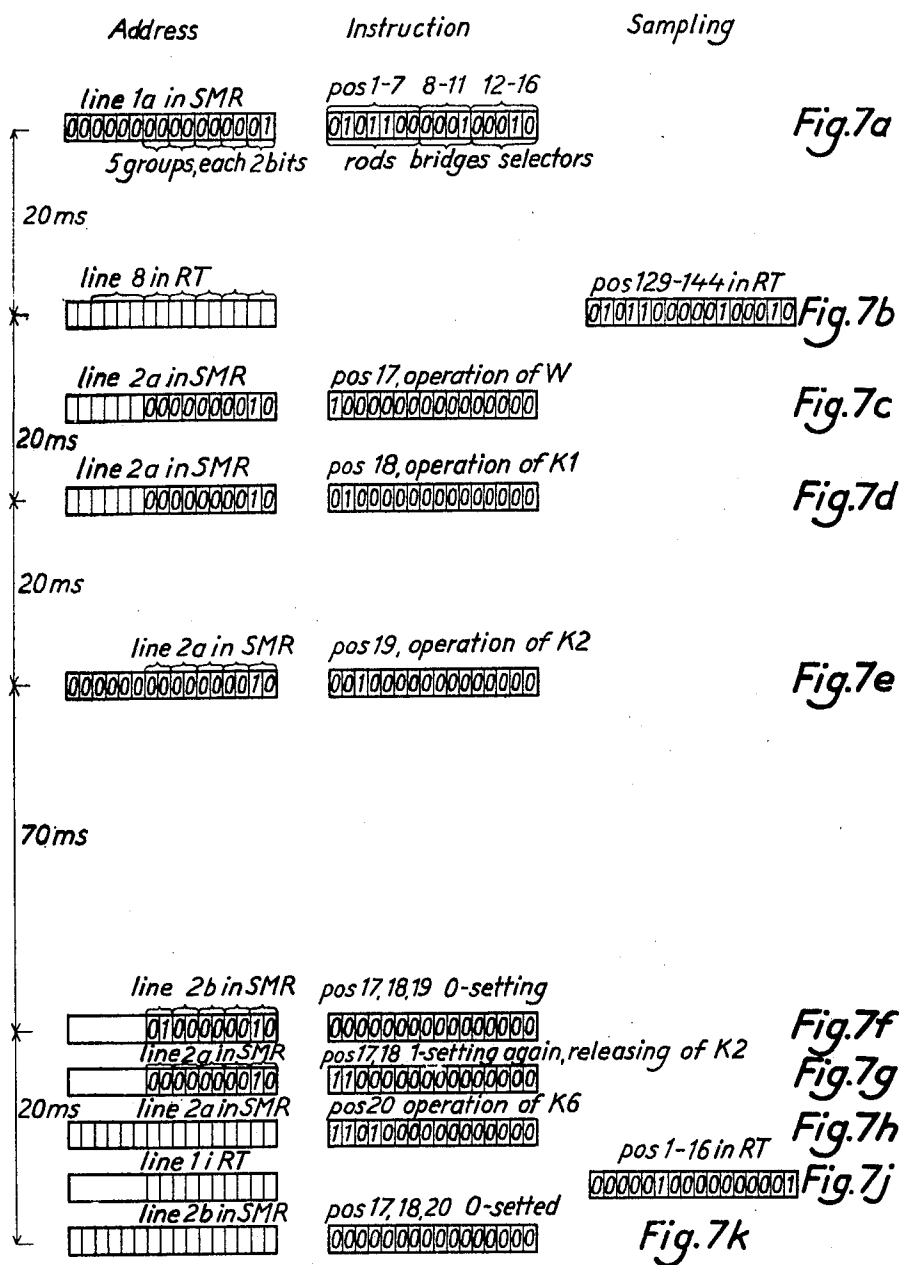 Address Instruction Sampling
line 1a in SMR pos 1-7 8-11 12-16
0000000000000001 0101100000100010 Fig.7a
5 groups, each 2 bits rods bridges selectors
20 ms
line 8 in RT pos 129-144 in RT
0101100000100010 Fig.7b
line 2a in SMR pos 17, operation of W
0000000010 1000000000000000 Fig.7c
20 ms
line 2a in SMR pos 18, operation of K1
0000000010 0100000000000000 Fig.7d
20 ms
line 2a in SMR pos 19, operation of K2
0000000000000010 0010000000000000 Fig.7e
70 ms
line 2b in SMR pos 17, 18, 19 0-setting
0100000010 0000000000000000 Fig.7f
line 2a in SMR pos 17, 18 1-setting again, releasing of K2
0000000010 1100000000000000 Fig.7g
20 ms line 2a in SMR pos 20 operation of K6
1101000000000000 Fig.7h
line 1 i RT pos 1-16 in RT
0000010000000001 Fig.7j
line 2b in SMR pos 17, 18, 20 0-setted
0000000000000000 Fig.7k